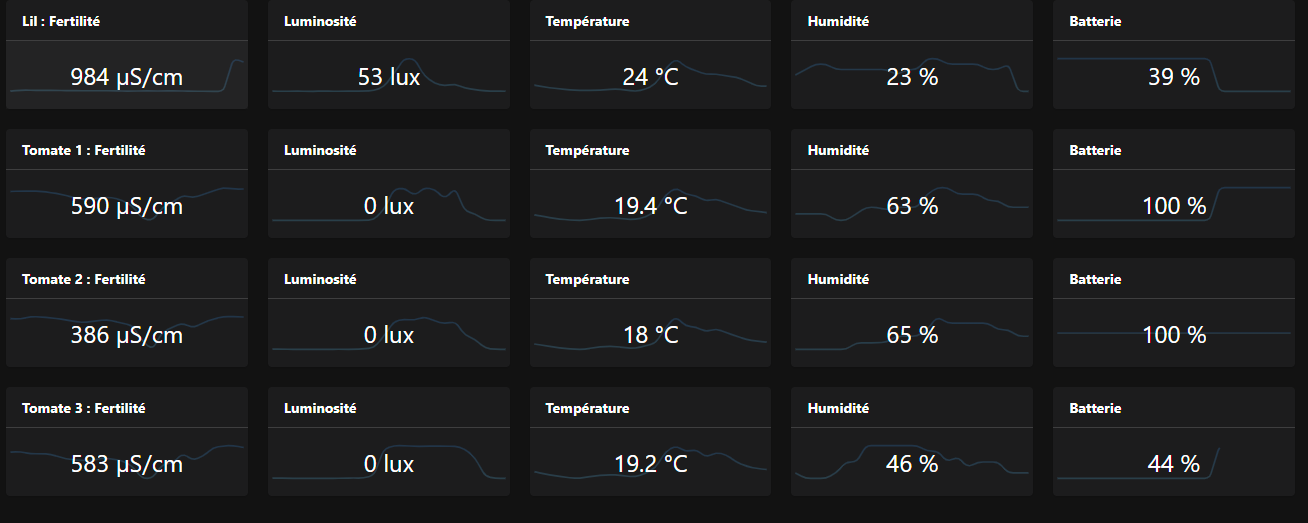 Lil : Fertilité Luminosité Température Humidité Batterie
984 µS/cm 53 lux 24 °C 23 % 39 %
Tomate 1 : Fertilité Luminosité Température Humidité Batterie
590 µS/cm 0 lux 19.4 °C 63 % 100 %
Tomate 2 : Fertilité Luminosité Température Humidité Batterie
386 µS/cm 0 lux 18 °C 65 % 100 %
Tomate 3 : Fertilité Luminosité Température Humidité Batterie
583 µS/cm 0 lux 19.2 °C 46 % 44 %